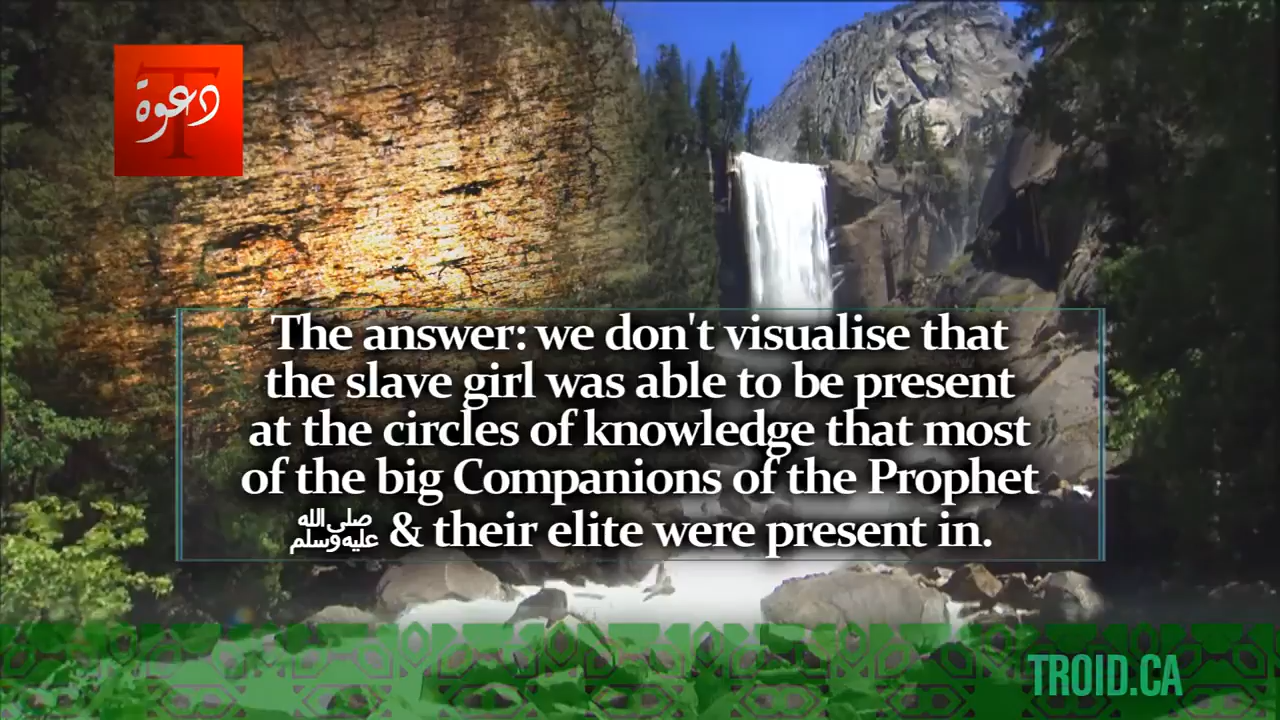 T
دعوة
The answer: we don't visualise that
the slave girl was able to be present
at the circles of knowledge that most
of the big Companions of the Prophet
ﷺ & their elite were present in.
TROID.CA